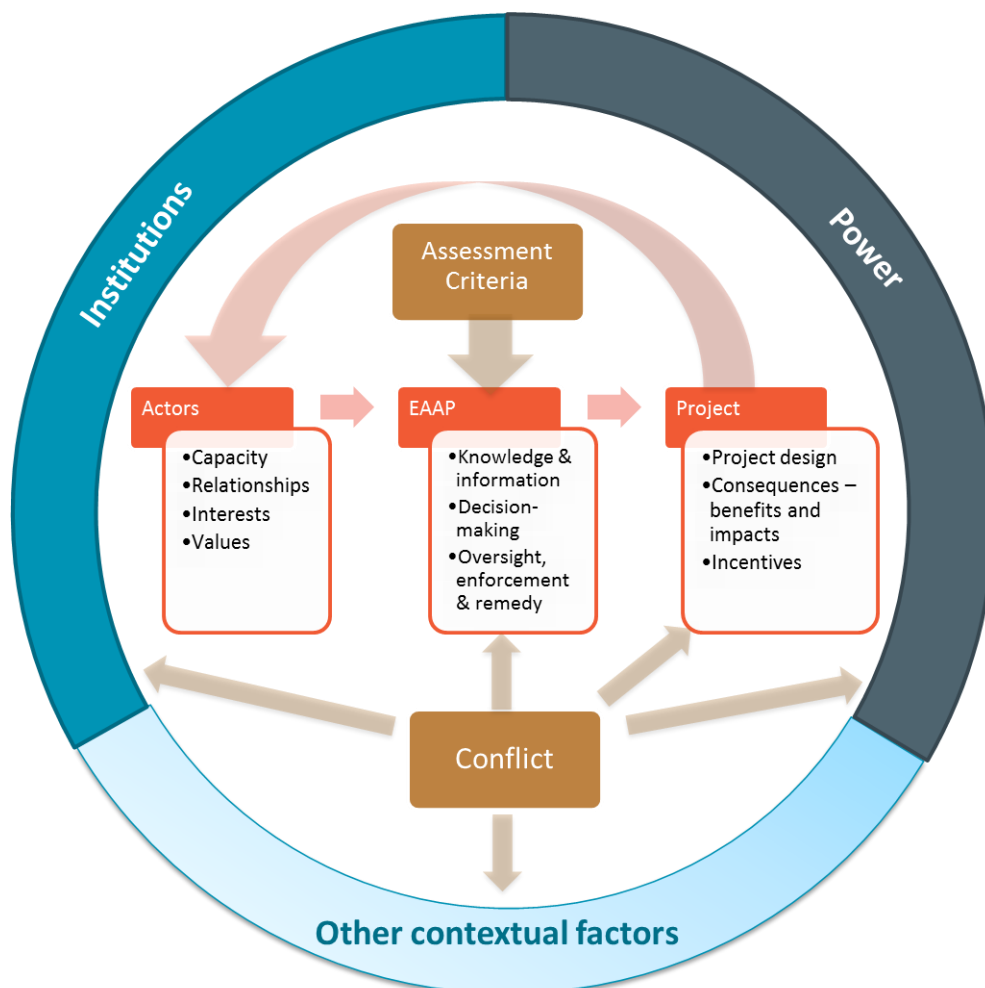 Institutions
Power
Assessment
Criteria
Actors
•Capacity
•Relationships
•Interests
•Values
EAAP
•Knowledge &
information
•Decision-
making
•Oversight,
enforcement
& remedy
Project
•Project design
•Consequences –
benefits and
impacts
•Incentives
Conflict
Other contextual factors